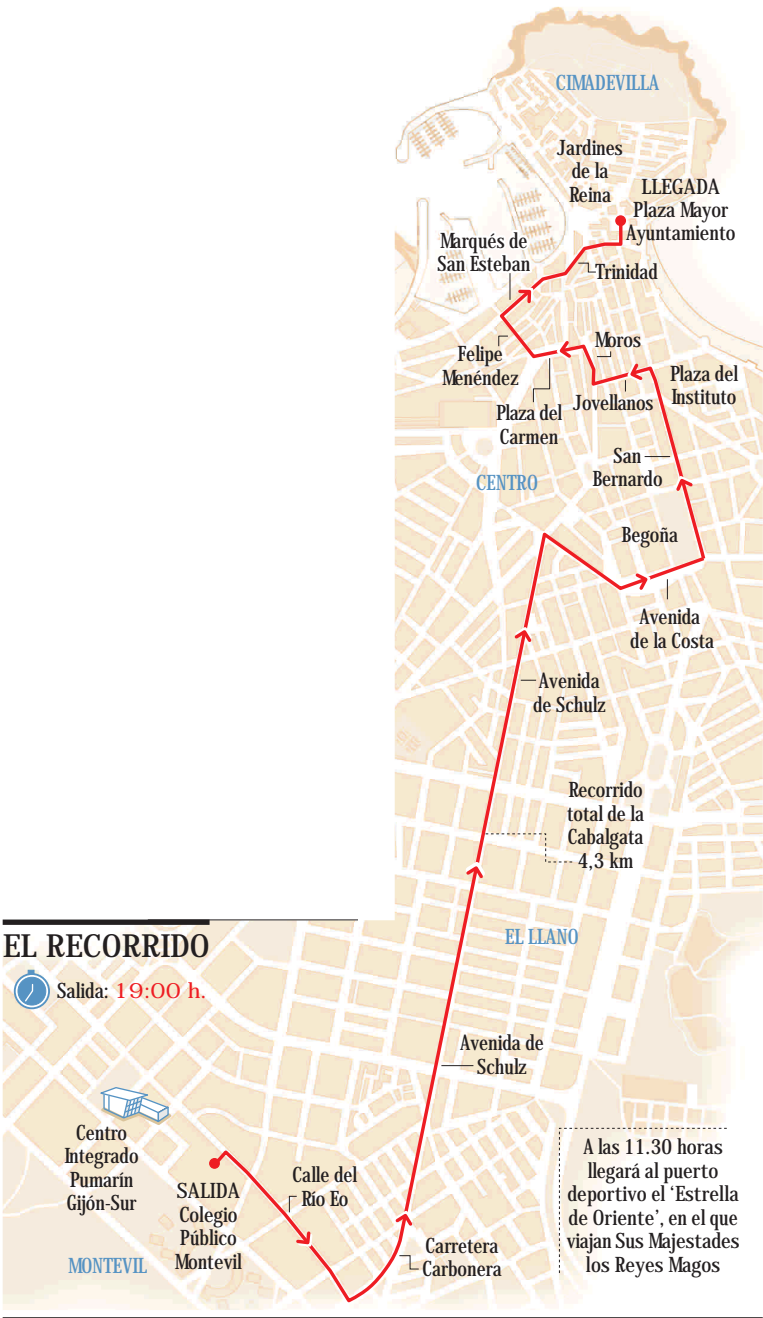 CIMADEVILLA
Jardines
de la
Reina
LLEGADA
Plaza Mayor
Ayuntamiento
Marqués de
San Esteban
Trinidad
Felipe
Menéndez
Moros
Plaza del
Carmen
Jovellanos
Plaza del
Instituto
San
Bernardo
CENTRO
Begoña
Avenida
de la Costa
Avenida
de Schulz
Recorrido
total de la
Cabalgata
4,3 km
EL LLANO
EL RECORRIDO
Salida: 19:00 h.
Avenida de
Schulz
Centro
Integrado
Pumarín
Gijón-Sur
SALIDA
Colegio
Público
Montevil
Calle del
Río Eo
MONTEVIL
Carretera
Carbonera
A las 11.30 horas
llegará al puerto
deportivo el ‘Estrella
de Oriente’, en el que
viajan Sus Majestades
los Reyes Magos